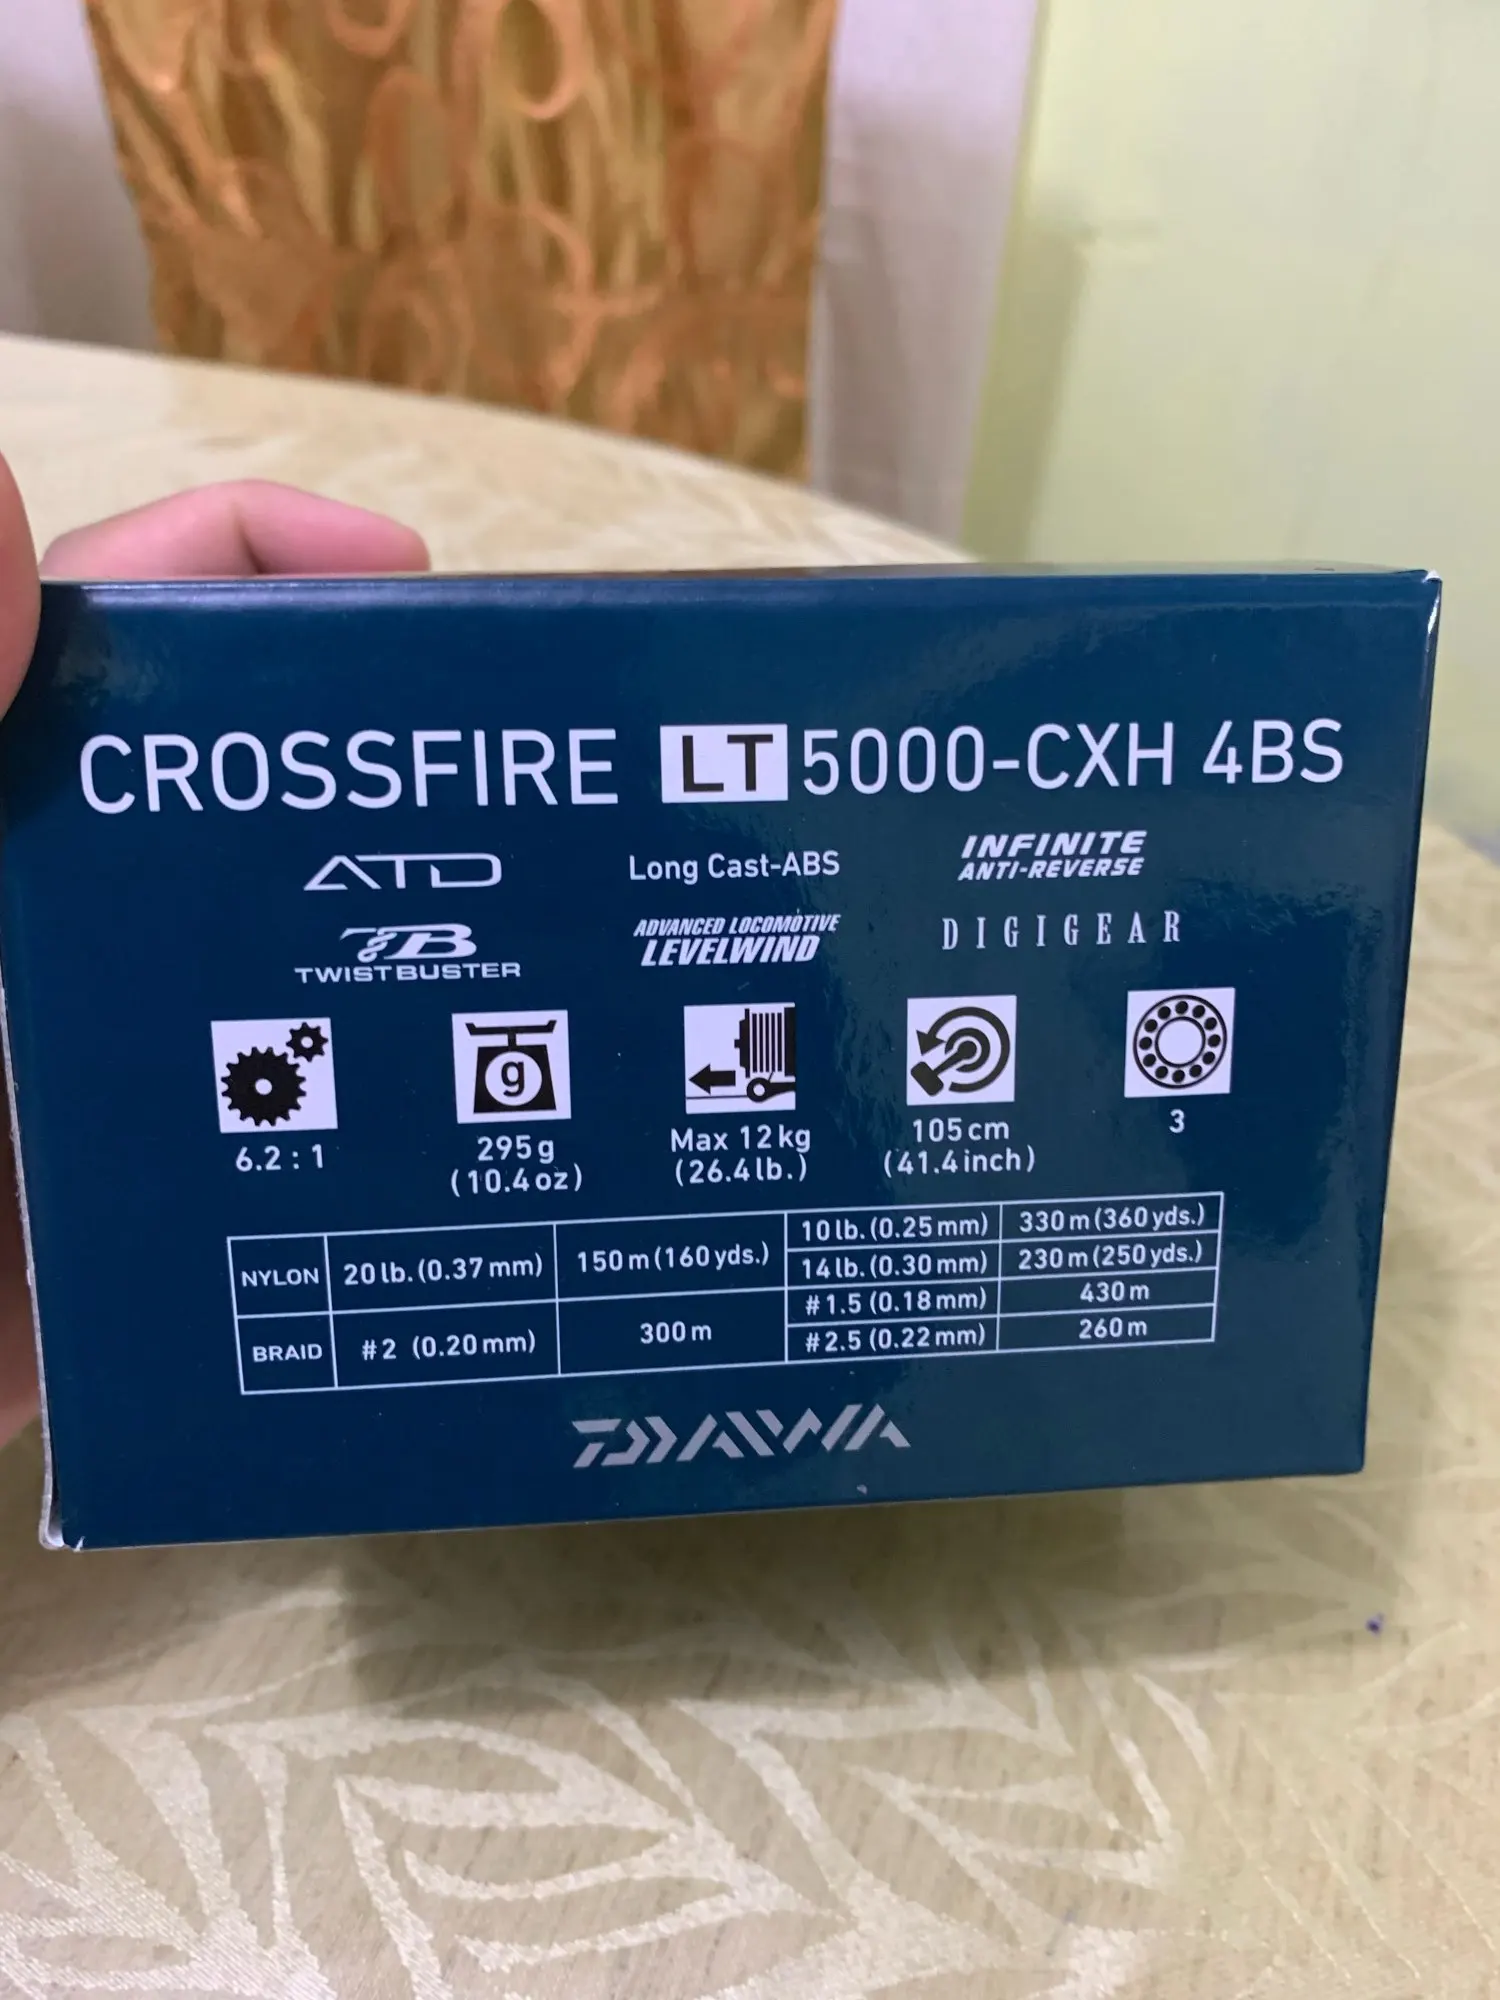 CROSSFIRE LT 5000-CXH 4BS
ATD
Long Cast-ABS
INFINITE
ANTI-REVERSE
TB
TWISTBUSTER
ADVANCED LOCOMOTIVE
LEVELWIND
DIGIGEAR
g
6.2 : 1
295g
(10.4oz)
Max 12kg
(26.4lb.)
105cm
(41.4inch)
3
NYLON 20lb.(0.37mm) 150m(160yds.)
10lb.(0.25mm) 330m(360yds.)
14lb.(0.30mm) 230m(250yds.)
BRAID #2 (0.20mm) 300m
#1.5(0.18mm) 430m
#2.5(0.22mm) 260m
DAIWA